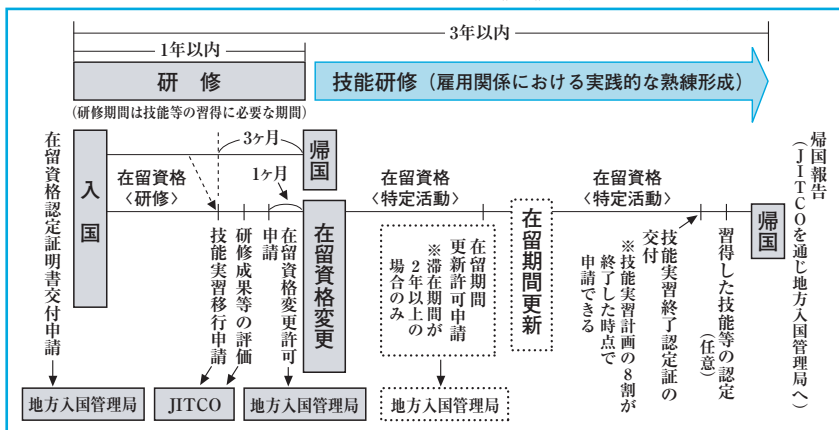 3年以内
1年以内
研 修
技能研修（雇用関係における実践的な熟練形成）
(研修期間は技能等の習得に必要な期間)
在留資格認定証明書交付申請
入国
3ヶ月
帰国
在留資格
〈研修〉
1ヶ月
技能実習移行申請
研修成果等の評価
在留資格変更許可
申請
在留資格変更
在留資格
〈特定活動〉
在留期間
更新許可申請
※滞在期間が
2年以上の
場合のみ
在留期間更新
在留資格
〈特定活動〉
技能実習終了認定証の
交付
※技能実習計画の8割が
終了した時点で
申請できる
習得した技能等の認定
(任意)
帰国
帰国報告
(JITCOを通じ地方入国管理局へ)
地方入国管理局
JITCO
地方入国管理局
地方入国管理局